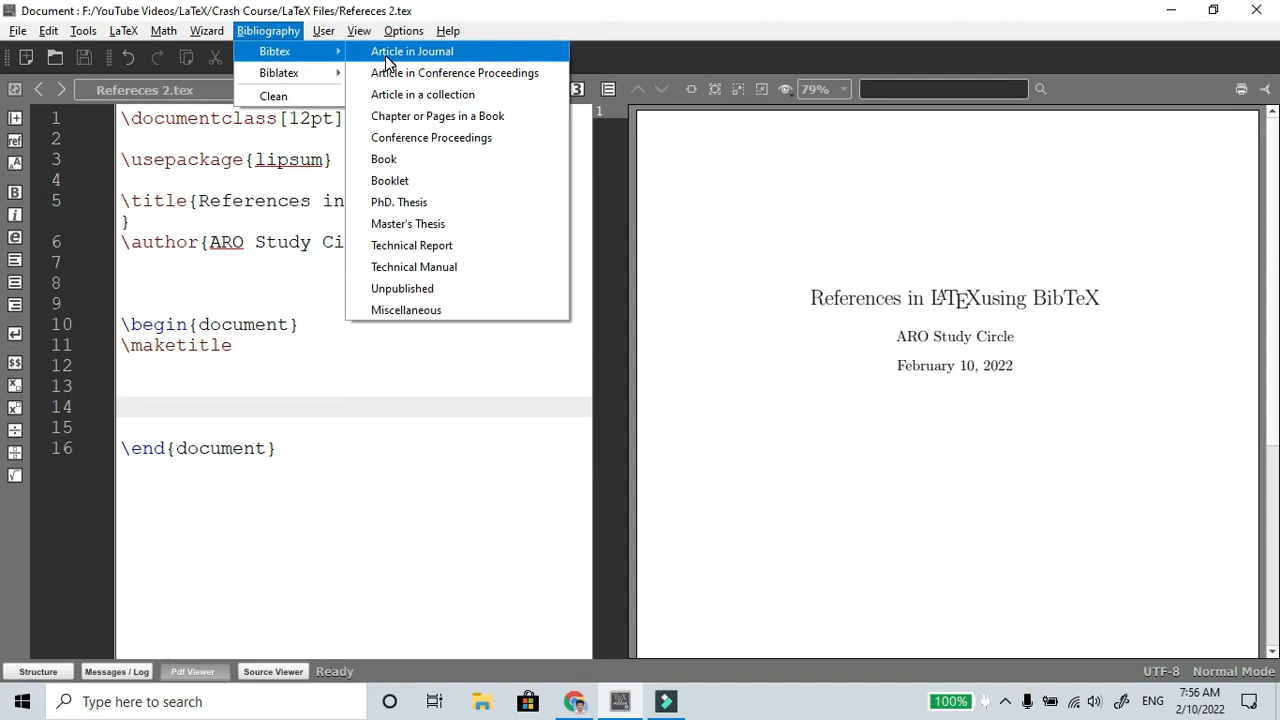 Document : F:/YouTube Videos/LaTeX/Crash Course/LaTeX Files/Refereces 2.tex
File Edit Tools LaTeX Math Wizard Bibliography User View Options Help
Bibtex
Biblatex
Clean
Article in Journal
Article in Conference Proceedings
Article in a collection
Chapter or Pages in a Book
Conference Proceedings
Book
Booklet
PhD. Thesis
Master's Thesis
Technical Report
Technical Manual
Unpublished
Miscellaneous
Refereces 2.tex
3
79%
1
1 \documentclass[12pt]
2
3 \usepackage{lipsum}
4
5 \title{References in
}
6 \author{ARO Study Ci
7
8
9
10 \begin{document}
11 \maketitle
12
13
14
15
16 \end{document}
References in LATEXusing BibTeX
ARO Study Circle
February 10, 2022
Structure Messages / Log Pdf Viewer Source Viewer Ready UTF-8 Normal Mode
Type here to search
100%
ENG
7:56 AM
2/10/2022